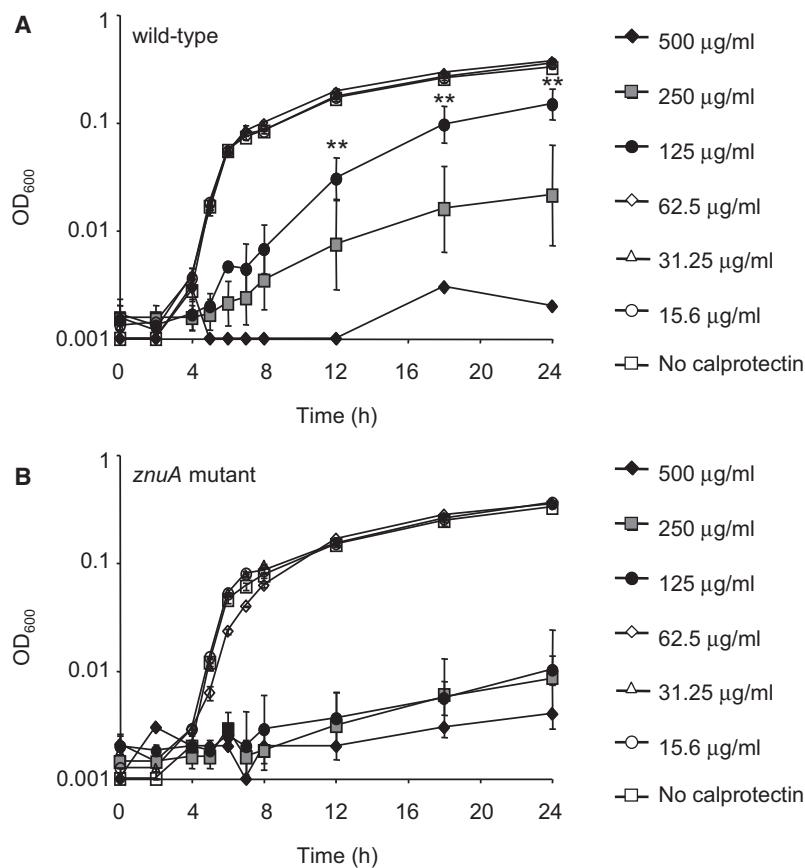 A
wild-type
1
0.1
0.01
0.001
OD600
**
**
**
0 4 8 12 16 20 24
Time (h)
500 µg/ml
250 µg/ml
125 µg/ml
62.5 µg/ml
31.25 µg/ml
15.6 µg/ml
No calprotectin
B
znuA mutant
1
0.1
0.01
0.001
OD600
0 4 8 12 16 20 24
Time (h)
500 µg/ml
250 µg/ml
125 µg/ml
62.5 µg/ml
31.25 µg/ml
15.6 µg/ml
No calprotectin